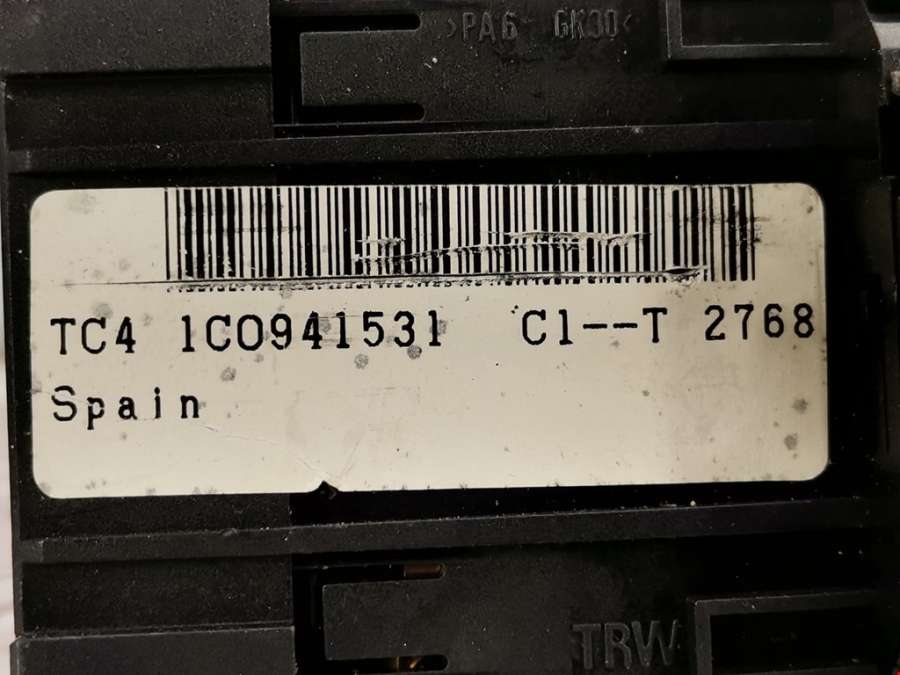 >PA6- GK30<
TC4 1C0941531 C1--T 2768
Spain
TRW